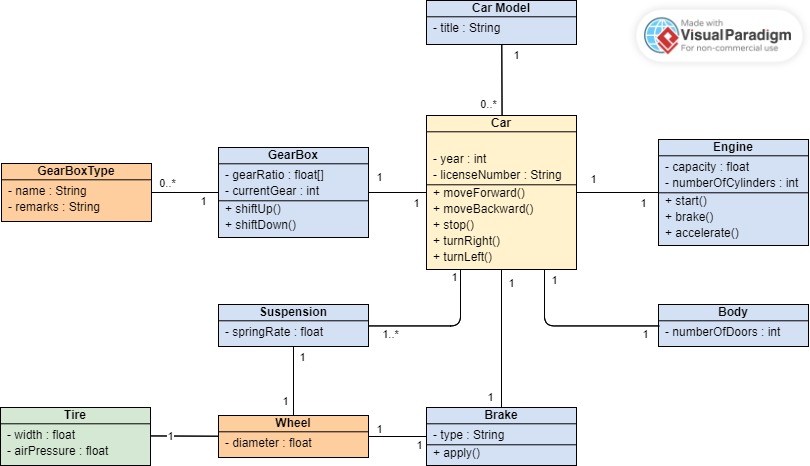 Car Model
- title : String
Made with
VisualParadigm
For non-commercial use
1
0..*
Car
- year : int
- licenseNumber : String
+ moveForward()
+ moveBackward()
+ stop()
+ turnRight()
+ turnLeft()
GearBoxType
- name : String
- remarks : String
0..*
1
GearBox
- gearRatio : float[]
- currentGear : int
+ shiftUp()
+ shiftDown()
1
1
1
1
Engine
- capacity : float
- numberOfCylinders : int
+ start()
+ brake()
+ accelerate()
1
1
1
Suspension
- springRate : float
1..*
1
Body
- numberOfDoors : int
1
1
1
Tire
- width : float
- airPressure : float
1
Wheel
- diameter : float
1
1
Brake
- type : String
+ apply()